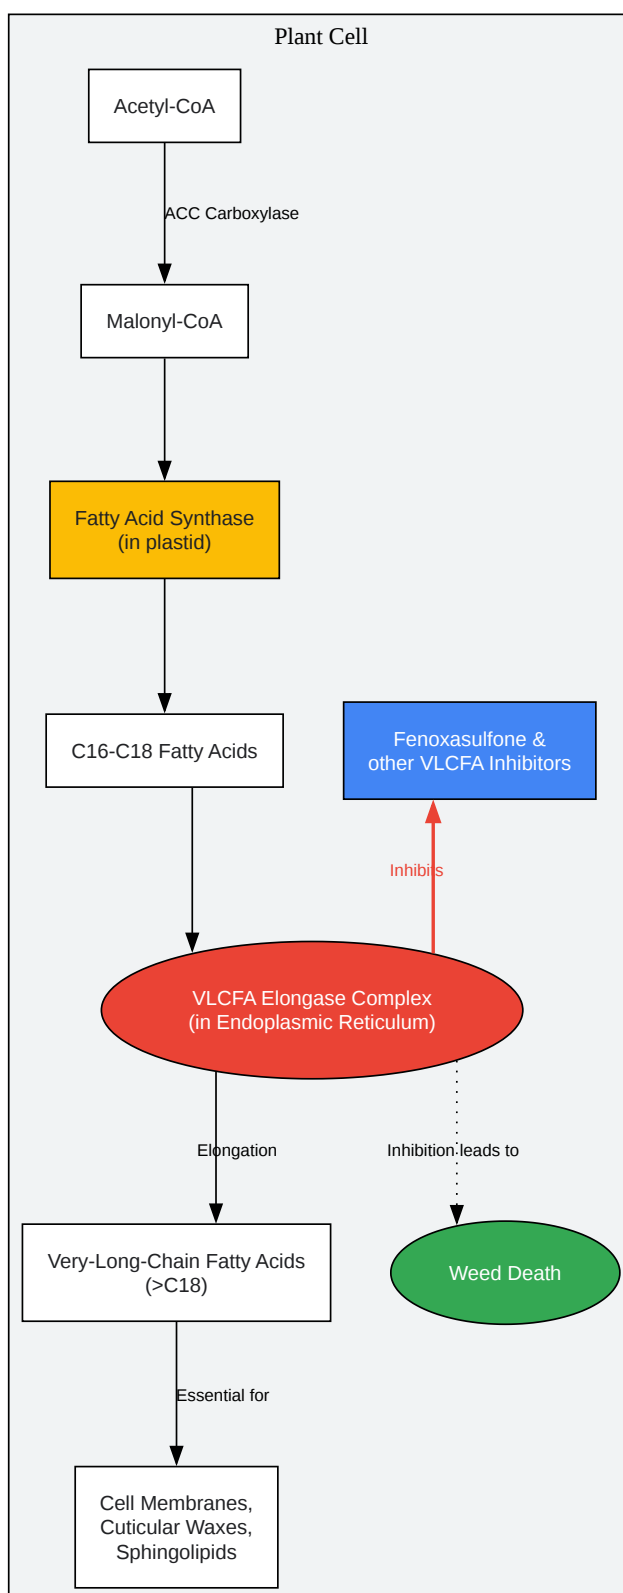 Plant Cell
Acetyl-CoA
ACC Carboxylase
Malonyl-CoA
Fatty Acid Synthase
(in plastid)
C16-C18 Fatty Acids
Fenoxasulfone &
other VLCFA Inhibitors
Inhibits
VLCFA Elongase Complex
(in Endoplasmic Reticulum)
Elongation
Inhibition leads to
Very-Long-Chain Fatty Acids
(>C18)
Weed Death
Essential for
Cell Membranes,
Cuticular Waxes,
Sphingolipids